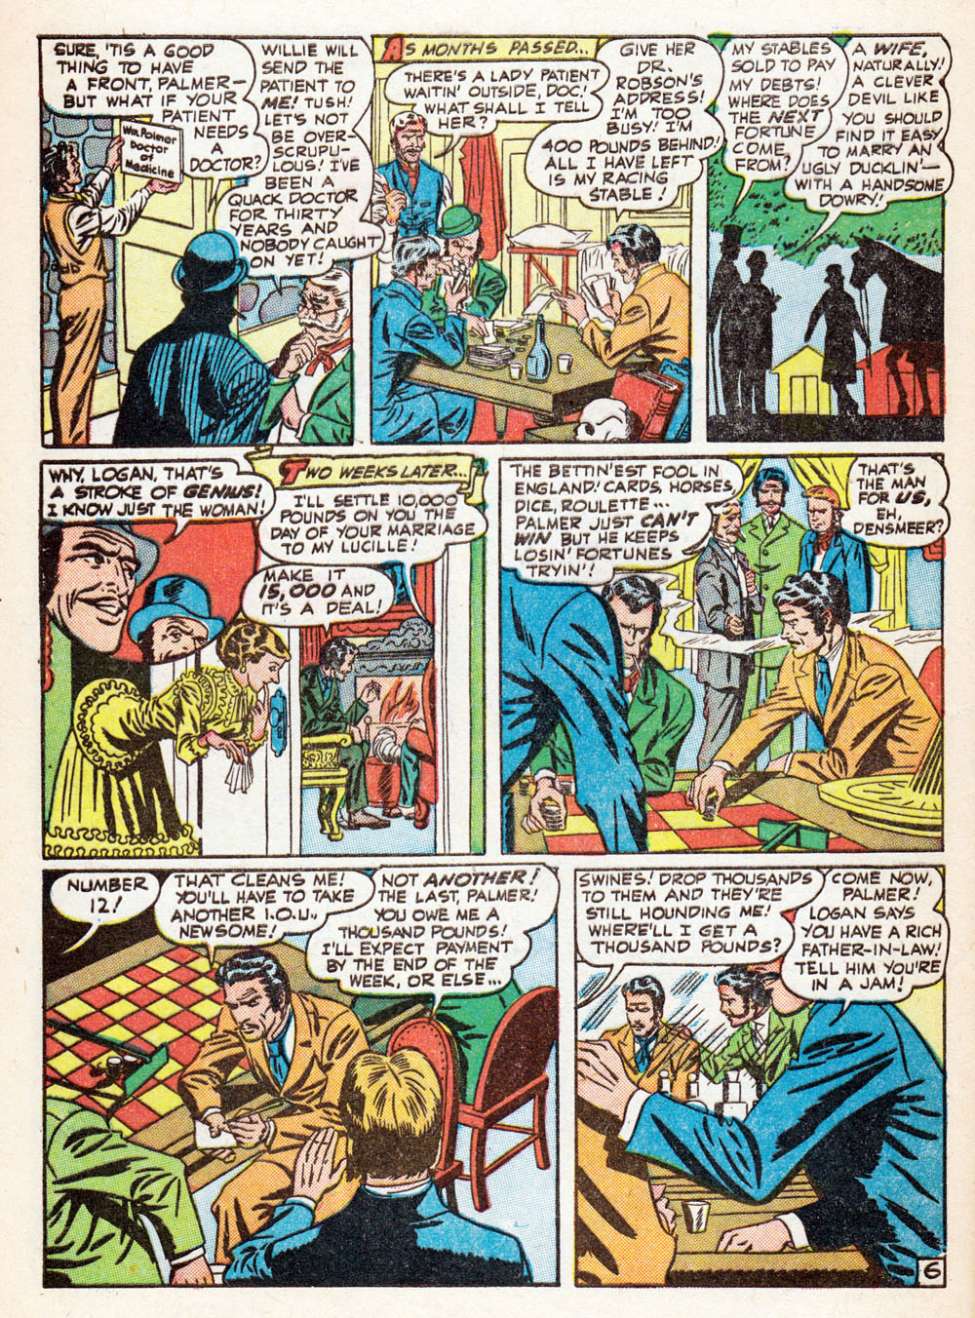 SURE, 'TIS A GOOD
THING TO HAVE
A FRONT, PALMER—
BUT WHAT IF YOUR
PATIENT
NEEDS
A
DOCTOR?
Wm. Palmer
Doctor
of
Medicine
WILLIE WILL
SEND THE
PATIENT TO
ME! TUSH!
LET'S NOT
BE OVER-
SCRUPU-
LOUS! I'VE
BEEN A
QUACK DOCTOR
FOR THIRTY
YEARS AND
NOBODY CAUGHT
ON YET!
AS MONTHS PASSED...
THERE'S A LADY PATIENT
WAITIN' OUTSIDE, DOC!
WHAT SHALL I TELL
HER?
GIVE HER
DR.
ROBSON'S
ADDRESS!
I'M TOO
BUSY! I'M
400 POUNDS BEHIND!
ALL I HAVE LEFT
IS MY RACING
STABLE!
MY STABLES
SOLD TO PAY
MY DEBTS!
WHERE DOES
THE NEXT
FORTUNE
COME
FROM?
A WIFE,
NATURALLY!
A CLEVER
DEVIL LIKE
YOU SHOULD
FIND IT EASY
TO MARRY AN
UGLY DUCKLIN'—
WITH A HANDSOME
DOWRY!
WHY, LOGAN, THAT'S
A STROKE OF GENIUS!
I KNOW JUST THE WOMAN!
TWO WEEKS LATER...
I'LL SETTLE 10,000
POUNDS ON YOU THE
DAY OF YOUR MARRIAGE
TO MY LUCILLE!
MAKE IT
15,000 AND
IT'S A DEAL!
THE BETTIN'EST FOOL IN
ENGLAND! CARDS, HORSES,
DICE, ROULETTE...
PALMER JUST CAN'T
WIN BUT HE KEEPS
LOSIN' FORTUNES
TRYIN'!
THAT'S
THE MAN
FOR US,
EH,
DENSMEER?
NUMBER
12!
THAT CLEANS ME!
YOU'LL HAVE TO TAKE
ANOTHER I.O.U.,
NEWSOME!
NOT ANOTHER!
THE LAST, PALMER!
YOU OWE ME A
THOUSAND POUNDS!
I'LL EXPECT PAYMENT
BY THE END OF THE
WEEK, OR ELSE...
SWINES! DROP THOUSANDS
TO THEM AND THEY'RE
STILL HOUNDING ME!
WHERE'LL I GET A
THOUSAND POUNDS?
COME NOW,
PALMER!
LOGAN SAYS
YOU HAVE A RICH
FATHER-IN-LAW!
TELL HIM YOU'RE
IN A JAM!
6